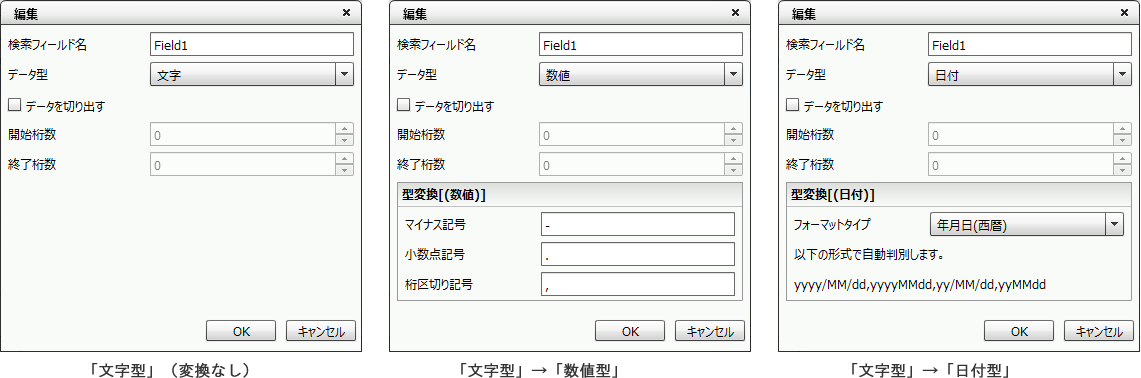 編集
検索フィールド名 Field1
データ型 文字
データを切り出す
開始桁数 0
終了桁数 0
OK キャンセル
「文字型」（変換なし）
編集
検索フィールド名 Field1
データ型 数値
データを切り出す
開始桁数 0
終了桁数 0
型変換[(数値)]
マイナス記号 -
小数点記号 .
桁区切り記号 ,
OK キャンセル
「文字型」→「数値型」
編集
検索フィールド名 Field1
データ型 日付
データを切り出す
開始桁数 0
終了桁数 0
型変換[(日付)]
フォーマットタイプ 年月日(西暦)
以下の形式で自動判別します。
yyyy/MM/dd,yyyyMMdd,yy/MM/dd,yyMMdd
OK キャンセル
「文字型」→「日付型」